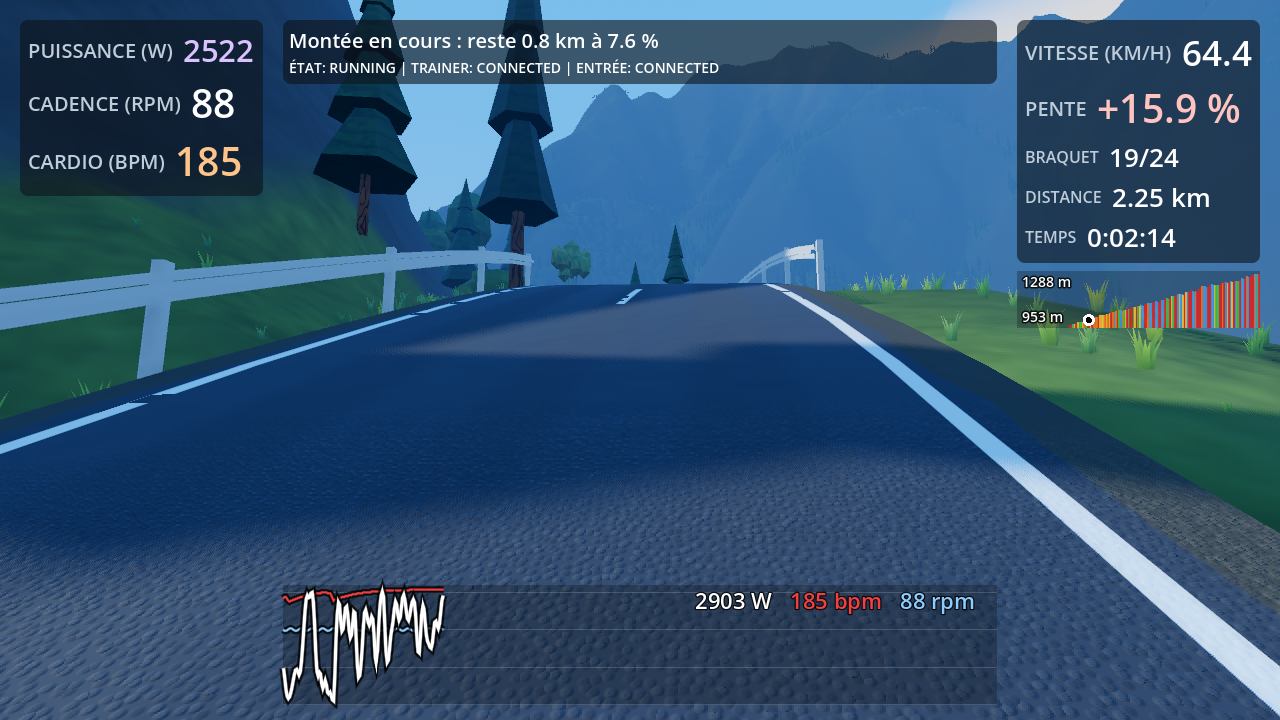 PUISSANCE (W) 2522
CADENCE (RPM) 88
CARDIO (BPM) 185
Montée en cours : reste 0.8 km à 7.6 %
ÉTAT: RUNNING | TRAINER: CONNECTED | ENTRÉE: CONNECTED
VITESSE (KM/H) 64.4
PENTE +15.9 %
BRAQUET 19/24
DISTANCE 2.25 km
TEMPS 0:02:14
1288 m
953 m
2903 W 185 bpm 88 rpm